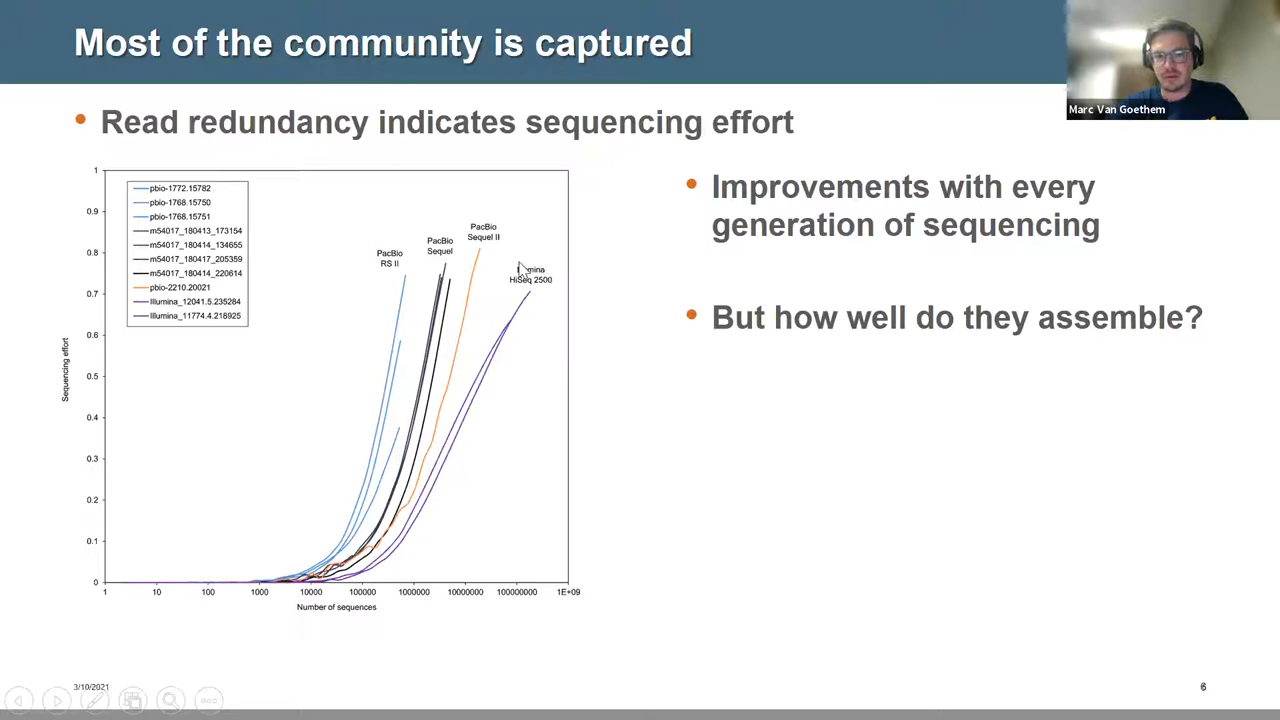 Most of the community is captured
Marc Van Goethem
• Read redundancy indicates sequencing effort
• Improvements with every
generation of sequencing
• But how well do they assemble?
1
0.9
0.8
0.7
0.6
0.5
0.4
0.3
0.2
0.1
0
Sequencing effort
pbio-1772.15782
pbio-1768.15750
pbio-1768.15751
m54017_180413_173154
m54017_180414_134655
m54017_180417_205359
m54017_180414_220614
pbio-2210.20021
Illumina_12041.5.235284
Illumina_11774.4.218925
PacBio
RS II
PacBio
Sequel
PacBio
Sequel II
Illumina
HiSeq 2500
1 10 100 1000 10000 100000 1000000 10000000 100000000 1E+09
Number of sequences
3/10/2021
6